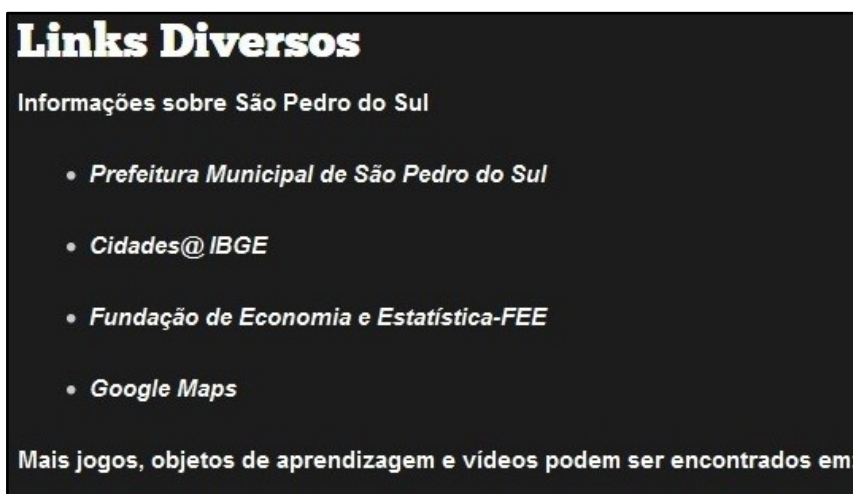 Links Diversos
Informações sobre São Pedro do Sul
Prefeitura Municipal de São Pedro do Sul
Cidades@ IBGE
Fundação de Economia e Estatística-FEE
Google Maps
Mais jogos, objetos de aprendizagem e vídeos podem ser encontrados em: